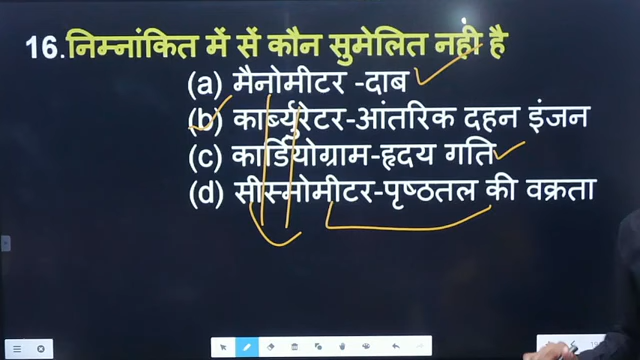 16.निम्नांकित में सें कौन सुमेलित नही है
(a) मैनोमीटर -दाब
(b) कार्ब्युरेटर-आंतरिक दहन इंजन
(c) कार्डियोग्राम-हृदय गति
(d) सीस्मोमीटर-पृष्ठतल की वक्रता